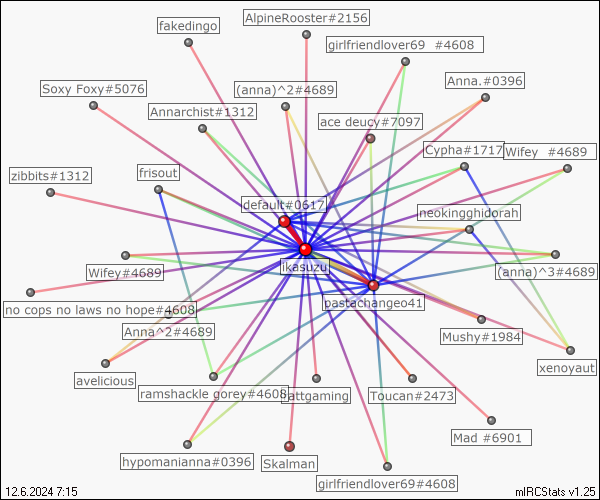 AlpineRooster#2156
fakedingo
girlfriendlover69 #4608
Anna.#0396
Soxy Foxy#5076
(anna)^2#4689
Annarchist#1312
ace deucy#7097
Cypha#1717
Wifey #4689
zibbits#1312
frisout
default#0617
neokingghidorah
Ikasuzu
Wifey#4689
(anna)^3#4689
pastachangeo41
no cops no laws no hope#4608
Anna^2#4689
Mushy#1984
xenoyaut
avelicious
ramshackle gorey#4608
attgaming
Toucan#2473
Mad #6901
hypomanianna#0396
Skalman
girlfriendlover69#4608
12.6.2024 7:15
mIRCStats v1.25